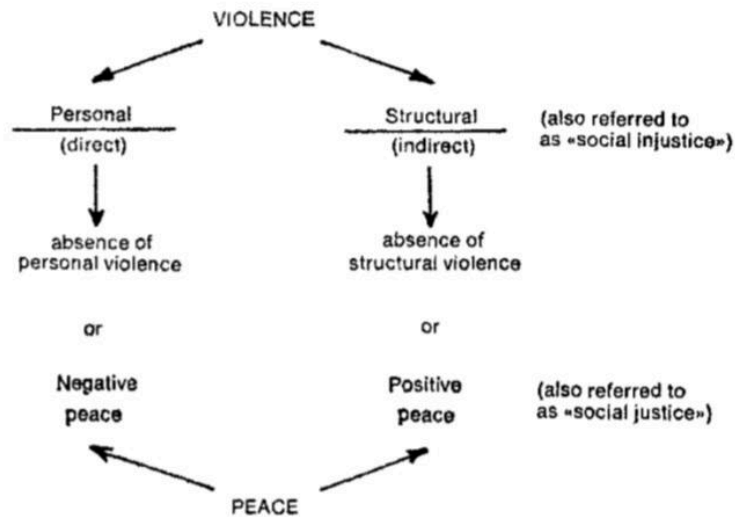 VIOLENCE
Personal
(direct)
Structural
(indirect)
(also referred to
as «social injustice»)
absence of
personal violence
absence of
structural violence
or
or
Negative
peace
Positive
peace
(also referred to
as «social justice»)
PEACE